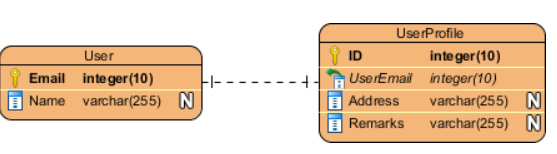 User
Email integer(10)
Name varchar(255) N
UserProfile
ID integer(10)
UserEmail integer(10)
Address varchar(255) N
Remarks varchar(255) N